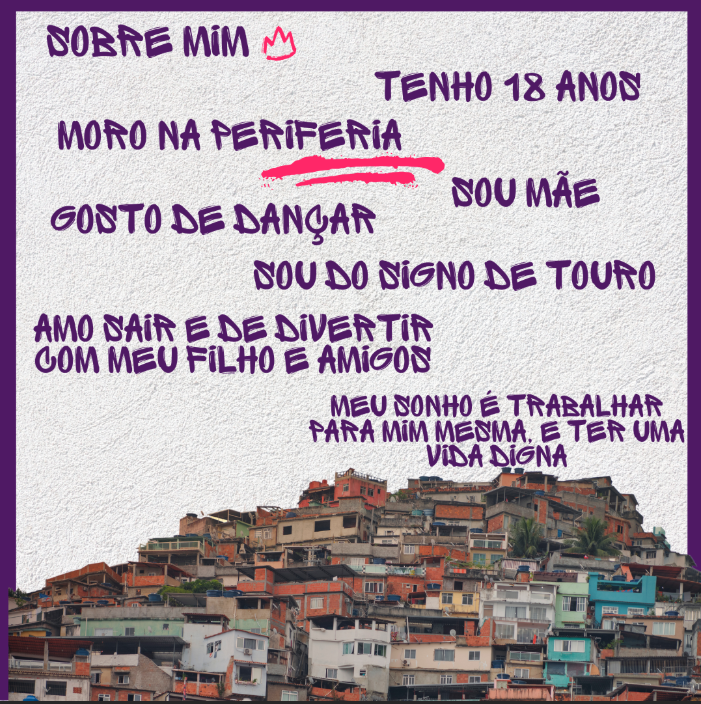 SOBRE MIM
TENHO 18 ANOS
MORO NA PERIFERIA
SOU MÃE
GOSTO DE DANÇAR
SOU DO SIGNO DE TOURO
AMO SAIR E DE DIVERTIR
COM MEU FILHO E AMIGOS
MEU SONHO É TRABALHAR
PARA MIM MESMA, E TER UMA
VIDA DIGNA